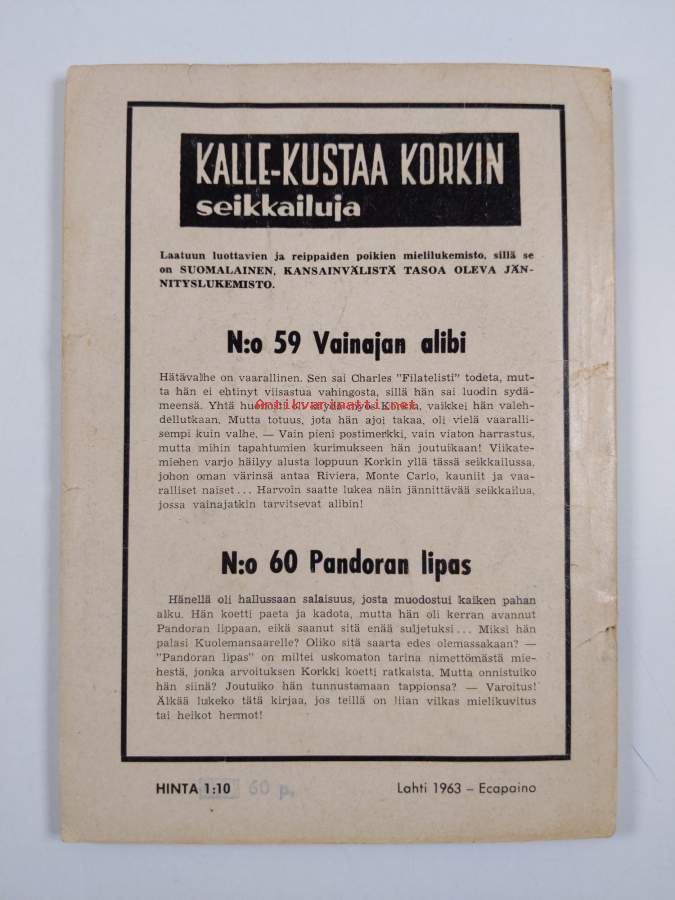 KALLE-KUSTAA KORKIN
seikkailuja
Laatuun luottavien ja reippaiden poikien mielilukemisto, sillä se
on SUOMALAINEN, KANSAINVÄLISTÄ TASOA OLEVA JÄN-
NITYSLUKEMISTO.
N:o 59 Vainajan alibi
Hätävalhe on vaarallinen. Sen sai Charles "Filatelisti" todeta, mut-
ta hän ei ehtinyt viisastua vahingosta, sillä hän sai luodin sydä-
meensä. Yhtä myös Korkin, vaikkei hän valeh-
Antikvariaatti.net
dellutkaan. Mutta totuus, jota hän ajoi takaa, oli vielä vaaralli-
sempi kuin valhe. — Vain pieni postimerkki, vain viaton harrastus,
mutta mihin tapahtumien kurimukseen hän joutuikaan! Viikate-
miehen varjo häilyy alusta loppuun Korkin yllä tässä seikkailussa,
johon oman värinsä antaa Riviera, Monte Carlo, kauniit ja vaa-
ralliset naiset... Harvoin saatte lukea näin jännittävää seikkailua,
jossa vainajatkin tarvitsevat alibin!
N:o 60 Pandoran lipas
Hänellä oli hallussaan salaisuus, josta muodostui kaiken pahan
alku. Hän koetti paeta ja kadota, mutta hän oli kerran avannut
Pandoran lippaan, eikä saanut sitä enää suljetuksi... Miksi hän
palasi Kuolemansaarelle? Oliko sitä saarta edes olemassakaan? —
"Pandoran lipas" on miltei uskomaton tarina nimettömästä mie-
hestä, jonka arvoituksen Korkki koetti ratkaista. Mutta onnistuiko
hän siinä? Joutuiko hän tunnustamaan tappionsa? — Varoitus!
Älkää lukeko tätä kirjaa, jos teillä on liian vilkas mielikuvitus
tai heikot hermot!
HINTA 1:10 60 p.
Lahti 1963 – Ecapaino